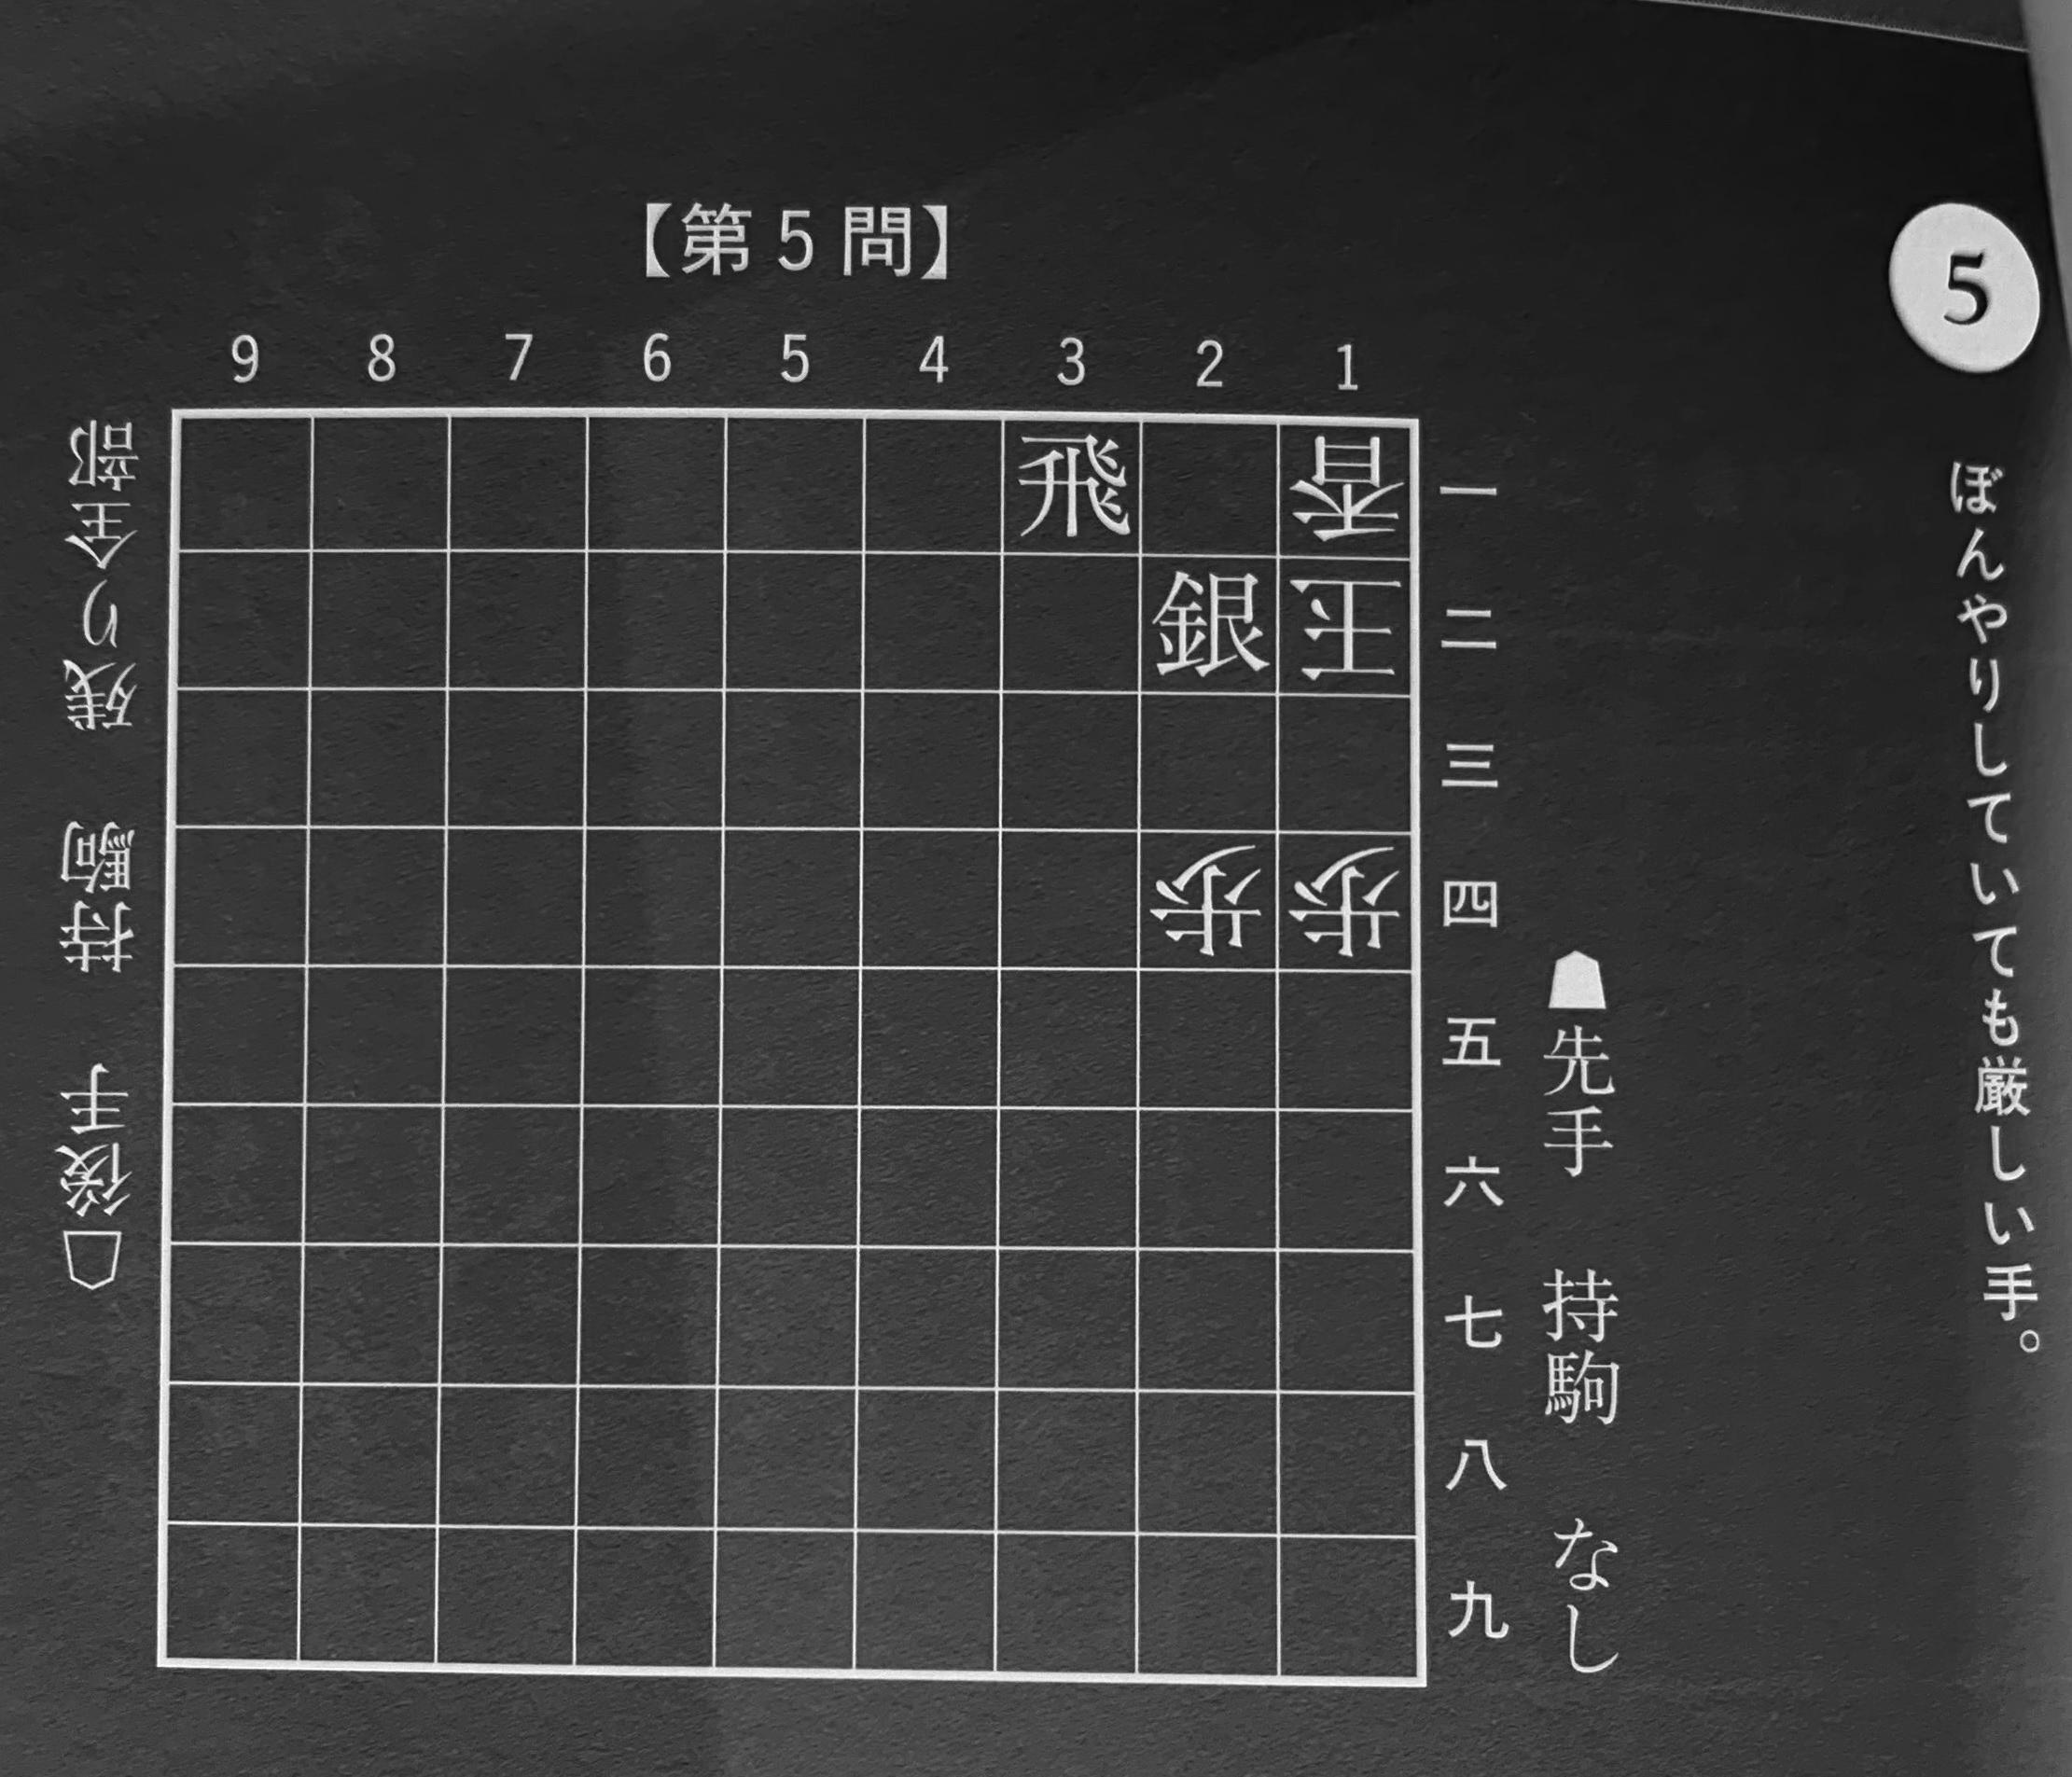 5
ぼんやりしていても厳しい手。
【第5問】
9 8 7 6 5 4 3 2 1
飛 香 一
銀 王 二
三
歩 歩 四
五
六
七
八
九
☗先手 持駒 なし
☖後手 持駒 残り全部